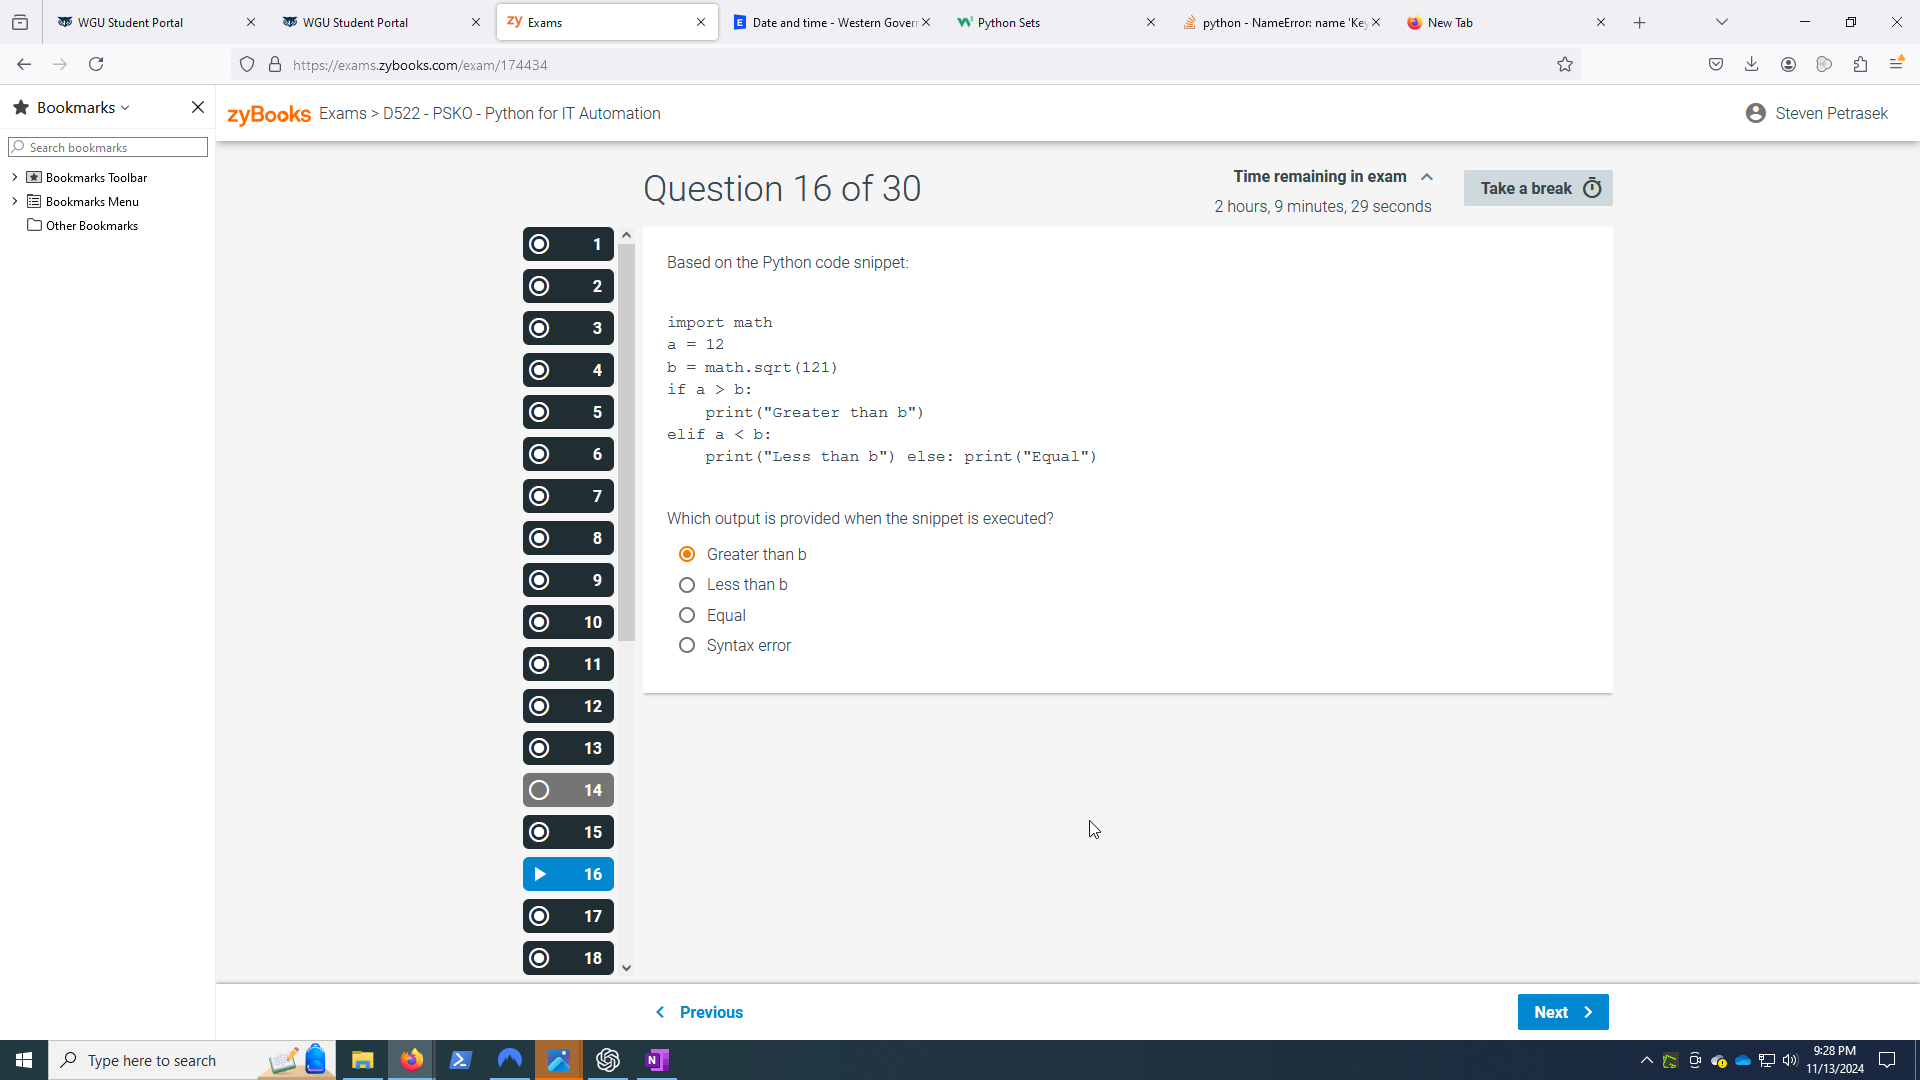 WGU Student Portal
WGU Student Portal
zy Exams
Date and time - Western Gover
Python Sets
python - NameError: name 'Key
New Tab
https://exams.zybooks.com/exam/174434
Bookmarks
Search bookmarks
Bookmarks Toolbar
Bookmarks Menu
Other Bookmarks
zyBooks Exams > D522 - PSKO - Python for IT Automation
Steven Petrasek
Question 16 of 30
Time remaining in exam
2 hours, 9 minutes, 29 seconds
Take a break
1
2
3
4
5
6
7
8
9
10
11
12
13
14
15
16
17
18
Based on the Python code snippet:
import math
a = 12
b = math.sqrt(121)
if a > b:
    print("Greater than b")
elif a < b:
    print("Less than b") else: print("Equal")
Which output is provided when the snippet is executed?
Greater than b
Less than b
Equal
Syntax error
Previous
Next
Type here to search
9:28 PM
11/13/2024